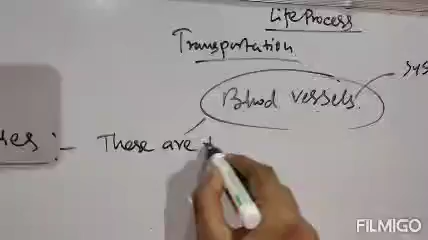 Life Process
Transportation
Blood vessels.
These are
FILMIGO